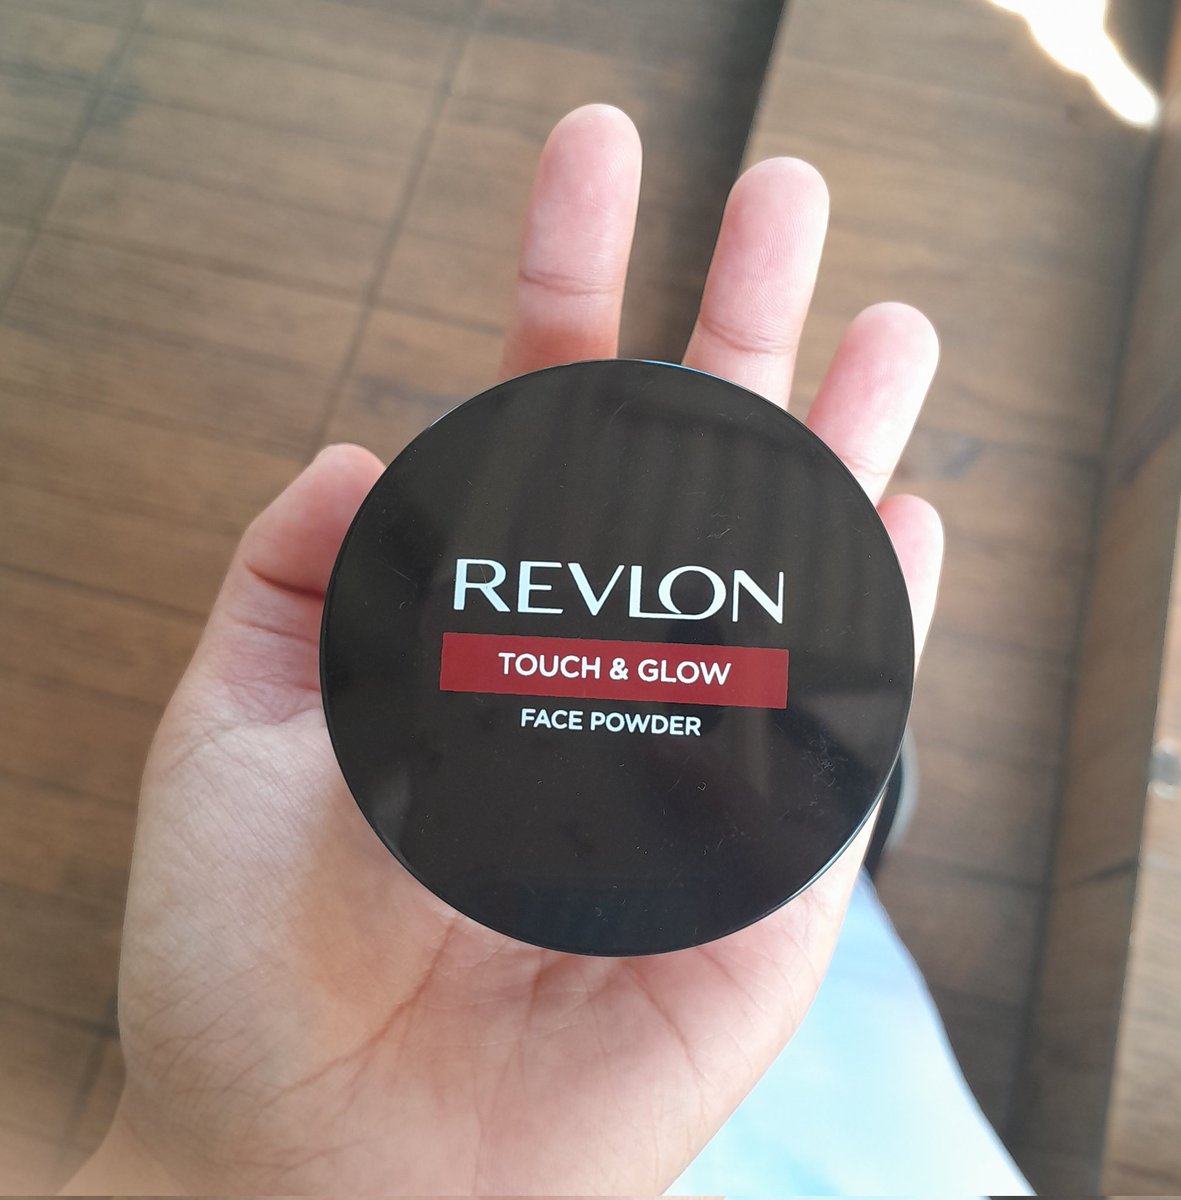 REVLON
TOUCH & GLOW
FACE POWDER